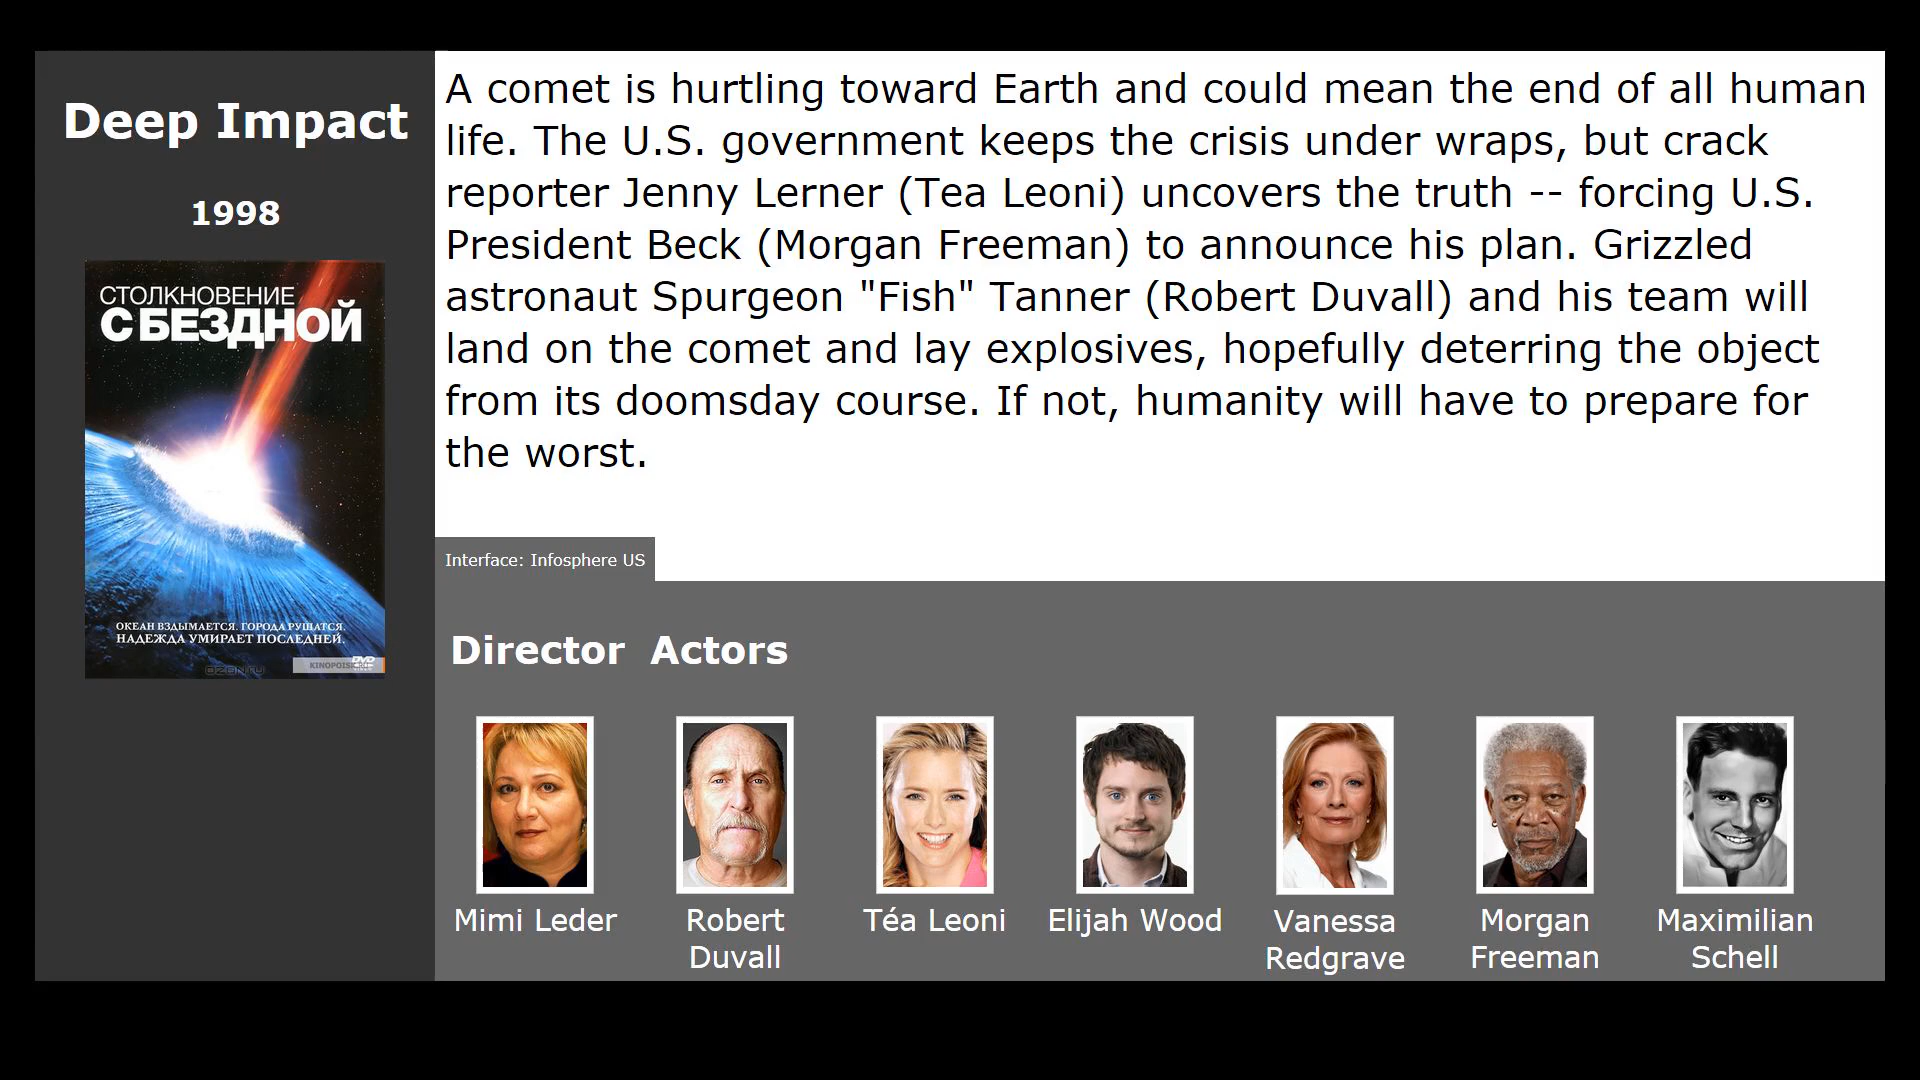 Deep Impact
1998
СТОЛКНОВЕНИЕ
С БЕЗДНОЙ
ОКЕАН ВЗДЫМАЕТСЯ. ГОРОДА РУШАТСЯ.
НАДЕЖДА УМИРАЕТ ПОСЛЕДНЕЙ.
ozon.ru
DVD
A comet is hurtling toward Earth and could mean the end of all human
life. The U.S. government keeps the crisis under wraps, but crack
reporter Jenny Lerner (Tea Leoni) uncovers the truth -- forcing U.S.
President Beck (Morgan Freeman) to announce his plan. Grizzled
astronaut Spurgeon "Fish" Tanner (Robert Duvall) and his team will
land on the comet and lay explosives, hopefully deterring the object
from its doomsday course. If not, humanity will have to prepare for
the worst.
Interface: Infosphere US
Director Actors
Mimi Leder
Robert
Duvall
Téa Leoni
Elijah Wood
Vanessa
Redgrave
Morgan
Freeman
Maximilian
Schell